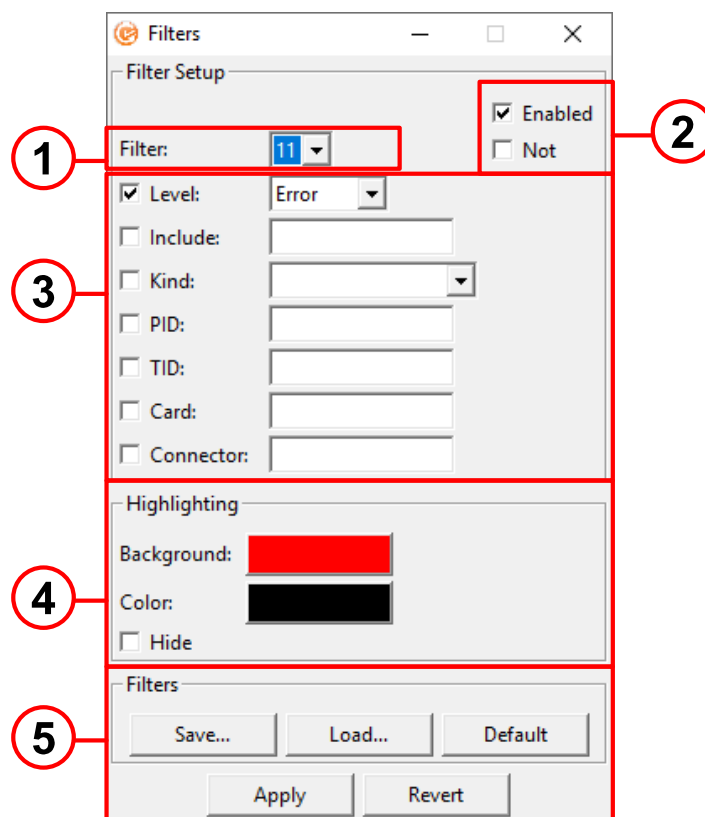 Filters
Filter Setup
Enabled
2
1
Filter: 11
Not
Level: Error
Include:
3
Kind:
PID:
TID:
Card:
Connector:
Highlighting
Background:
4
Color:
Hide
Filters
5
Save... Load... Default
Apply Revert